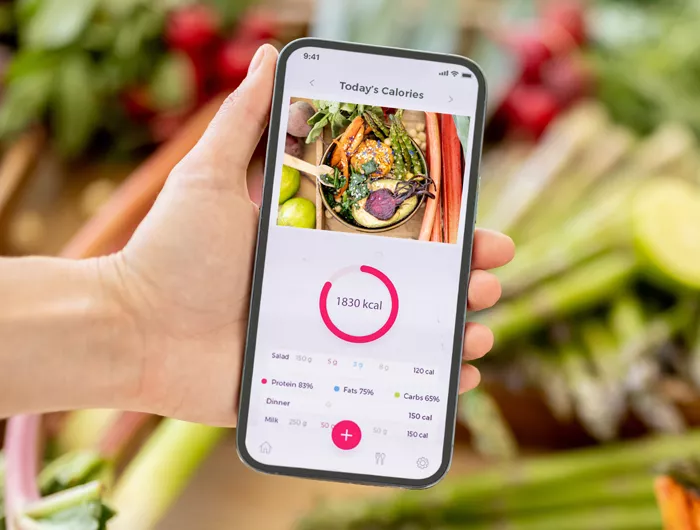 9:41
Today's Calories
1830 kcal
Salad 150 g 5 g 3 g 8 g 120 cal
Protein 83% Fats 75% Carbs 65%
Dinner 150 cal
Milk 250 g 50 g 150 cal